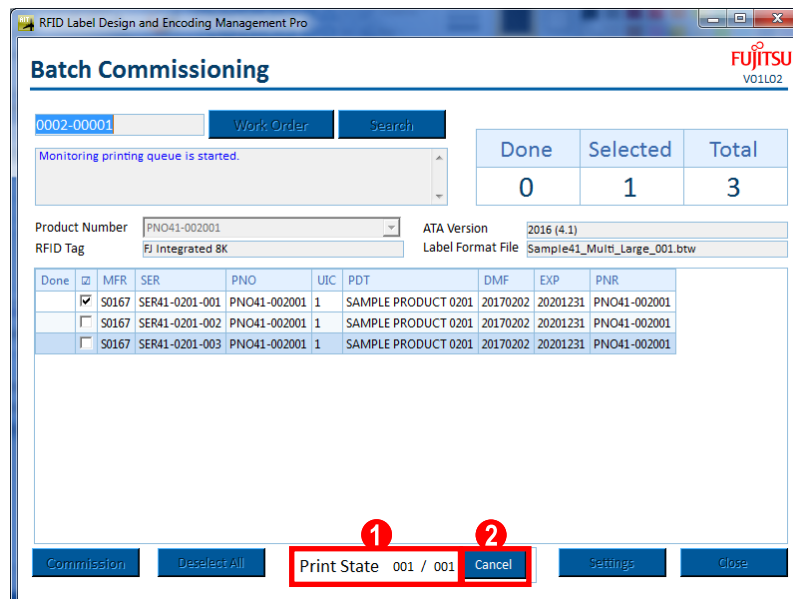 RFID Label Design and Encoding Management Pro
Batch Commissioning
FUJITSU
V01L02
0002-00001 Work Order Search
Monitoring printing queue is started.
Done Selected Total
0 1 3
Product Number PNO41-002001 ATA Version 2016 (4.1)
RFID Tag FJ Integrated 8K Label Format File Sample41_Multi_Large_001.btw
Done MFR SER PNO UIC PDT DMF EXP PNR
S0167 SER41-0201-001 PNO41-002001 1 SAMPLE PRODUCT 0201 20170202 20201231 PNO41-002001
S0167 SER41-0201-002 PNO41-002001 1 SAMPLE PRODUCT 0201 20170202 20201231 PNO41-002001
S0167 SER41-0201-003 PNO41-002001 1 SAMPLE PRODUCT 0201 20170202 20201231 PNO41-002001
1 2
Commission Deselect All Print State 001 / 001 Cancel Settings Close